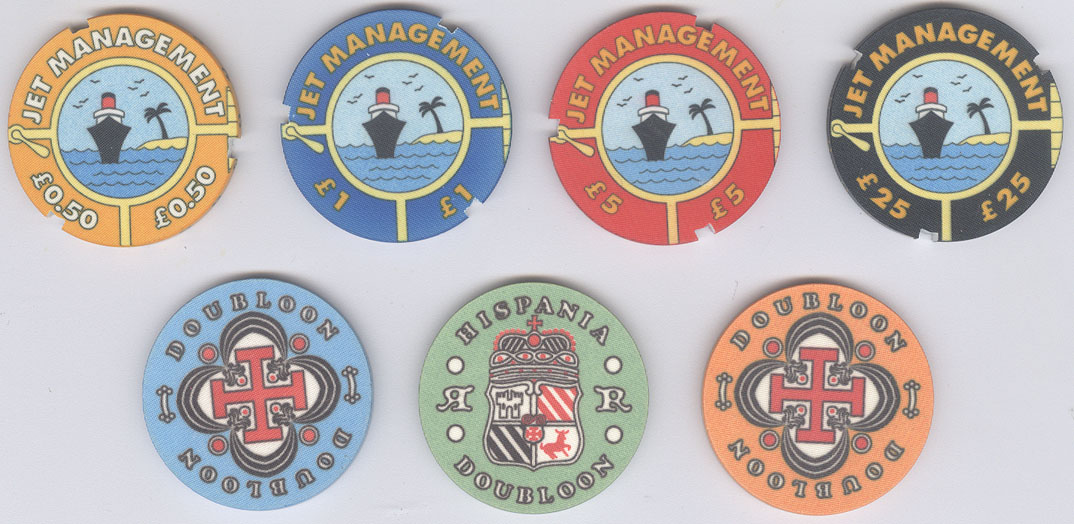 JET MANAGEMENT
£0.50 £0.50
JET MANAGEMENT
£1 £1
JET MANAGEMENT
£5 £5
JET MANAGEMENT
£25 £25
DOUBLOON
DOUBLOON
HISPANIA
R R
DOUBLOON
DOUBLOON
DOUBLOON